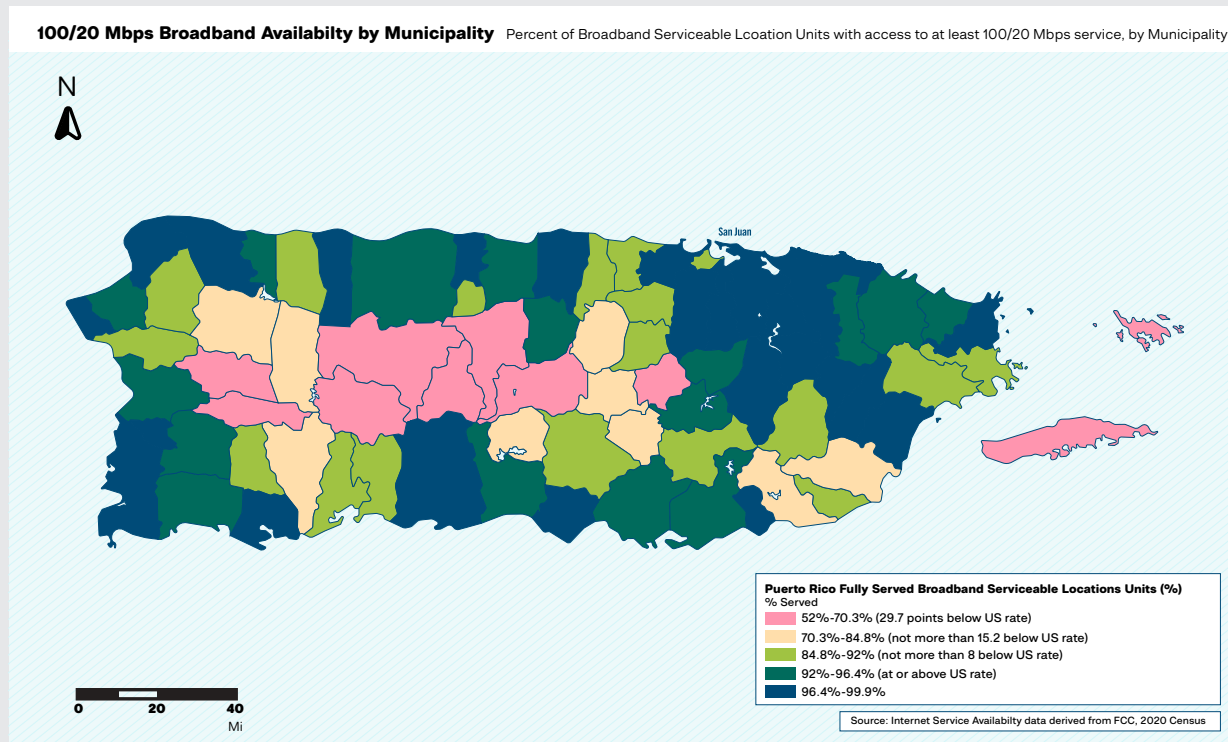 100/20 Mbps Broadband Availabilty by Municipality Percent of Broadband Serviceable Lcoation Units with access to at least 100/20 Mbps service, by Municipality
N
San Juan
Puerto Rico Fully Served Broadband Serviceable Locations Units (%)
% Served
52%-70.3% (29.7 points below US rate)
70.3%-84.8% (not more than 15.2 below US rate)
84.8%-92% (not more than 8 below US rate)
92%-96.4% (at or above US rate)
96.4%-99.9%
0 20 40
Mi
Source: Internet Service Availabilty data derived from FCC, 2020 Census